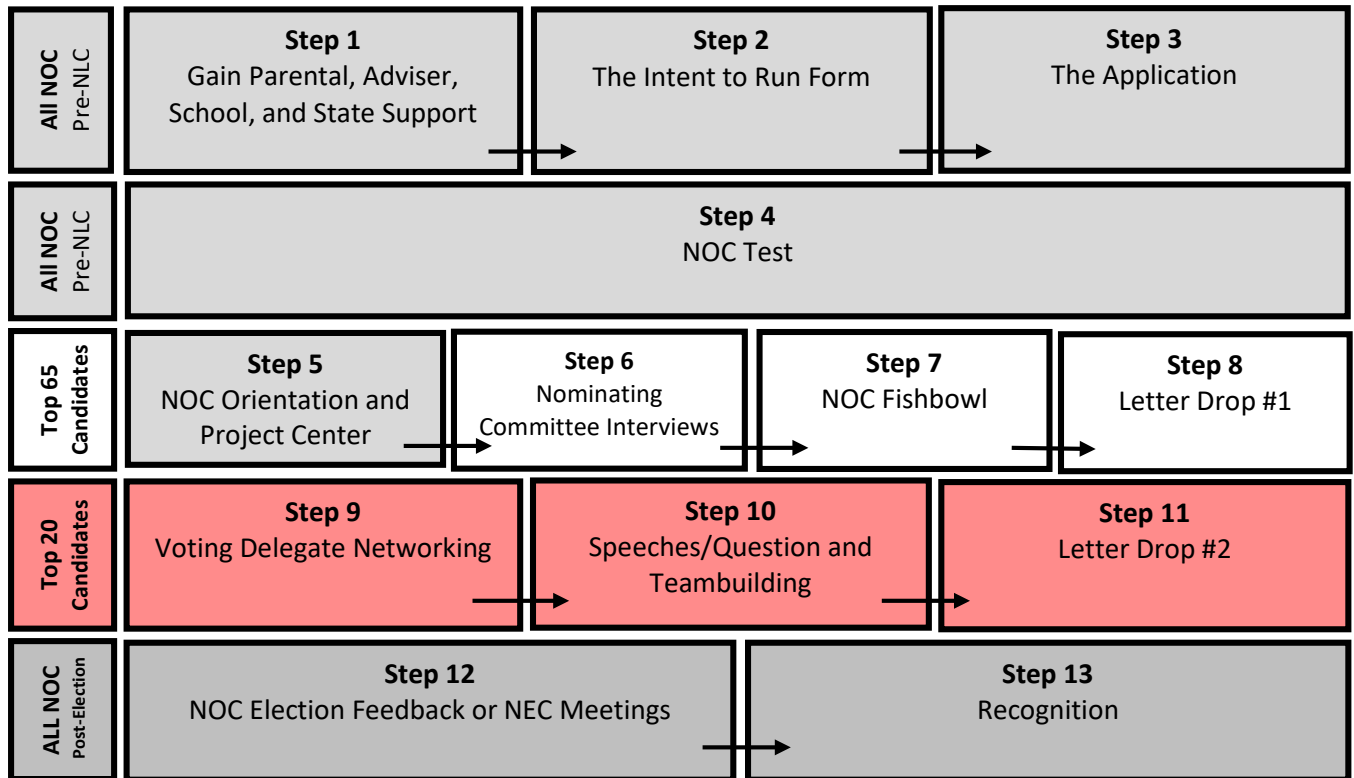 All NOC
Pre-NLC
Step 1
Gain Parental, Adviser,
School, and State Support
Step 2
The Intent to Run Form
Step 3
The Application
All NOC
Pre-NLC
Step 4
NOC Test
Top 65
Candidates
Step 5
NOC Orientation and
Project Center
Step 6
Nominating
Committee Interviews
Step 7
NOC Fishbowl
Step 8
Letter Drop #1
Top 20
Candidates
Step 9
Voting Delegate Networking
Step 10
Speeches/Question and
Teambuilding
Step 11
Letter Drop #2
ALL NOC
Post-Election
Step 12
NOC Election Feedback or NEC Meetings
Step 13
Recognition